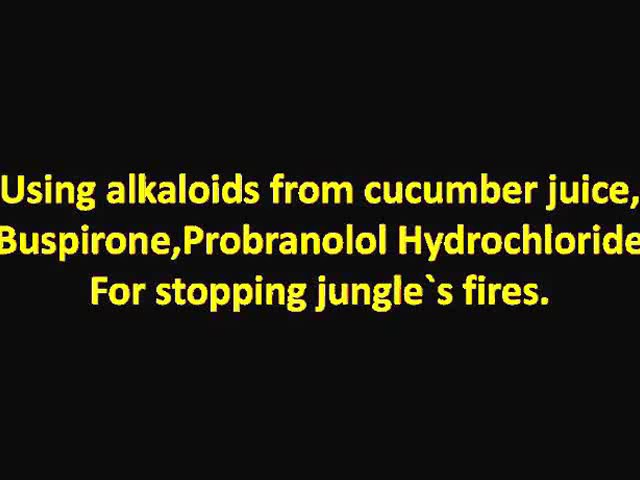 Using alkaloids from cucumber juice,
Buspirone,Probranolol Hydrochloride
For stopping jungle`s fires.